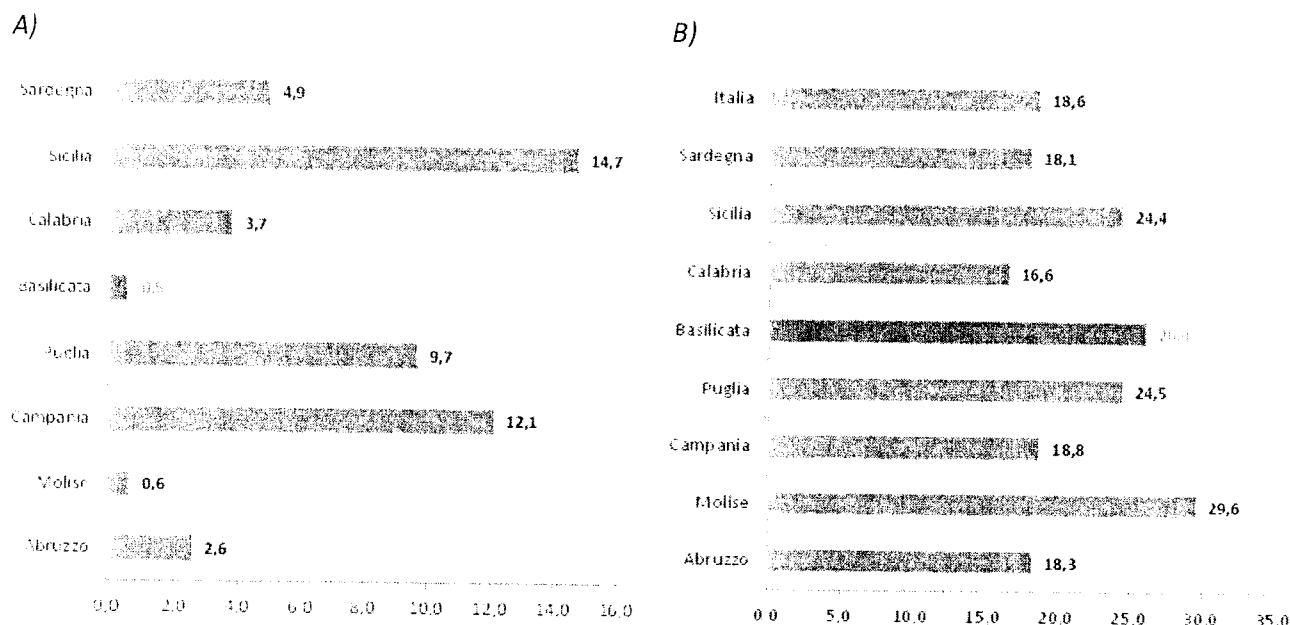 A)
Sardegna 4,9
Sicilia 14,7
Calabria 3,7
Basilicata
Puglia 9,7
Campania 12,1
Molise 0,6
Abruzzo 2,6
0,0 2,0 4,0 6,0 8,0 10,0 12,0 14,0 16,0
B)
Italia 18,6
Sardegna 18,1
Sicilia 24,4
Calabria 16,6
Basilicata
Puglia 24,5
Campania 18,8
Molise 29,6
Abruzzo 18,3
0,0 5,0 10,0 15,0 20,0 25,0 30,0 35,0